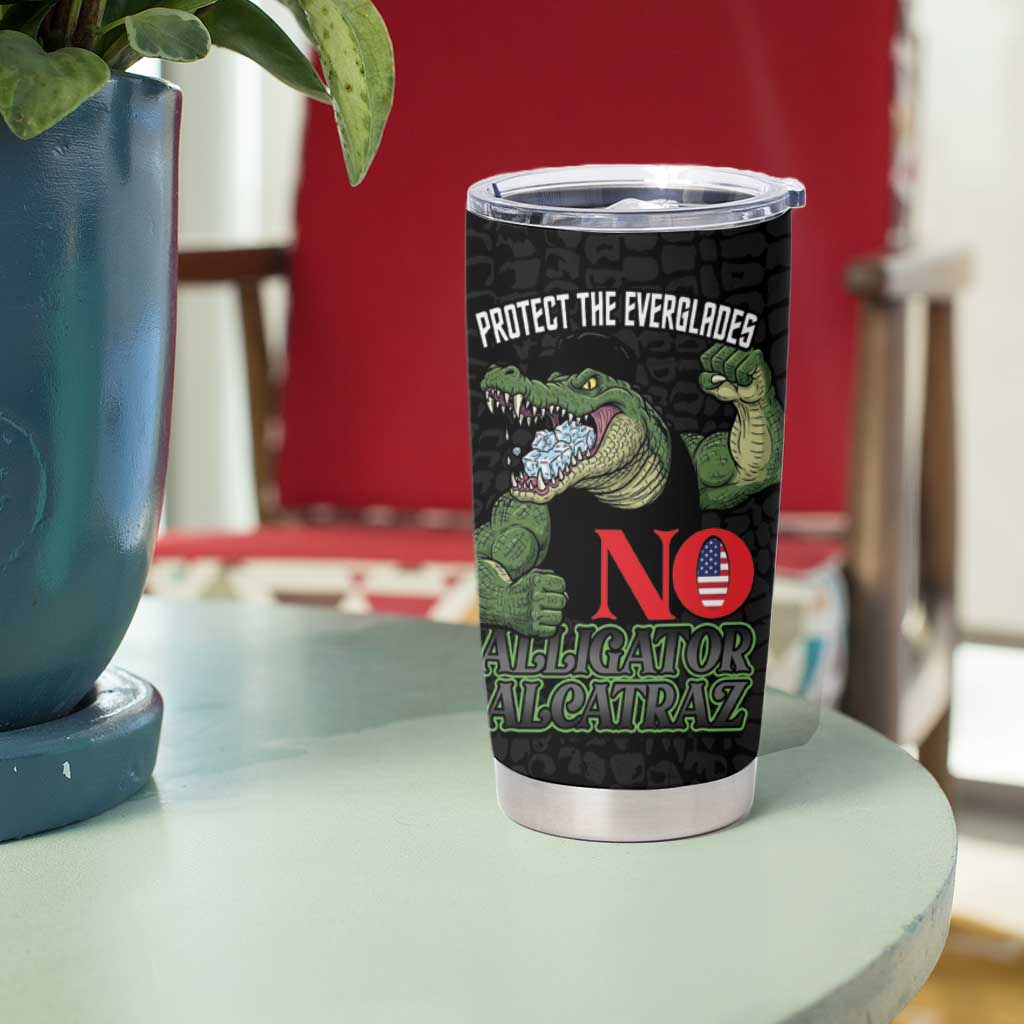 PROTECT THE EVERGLADES
NO
ALLIGATOR
ALCATRAZ